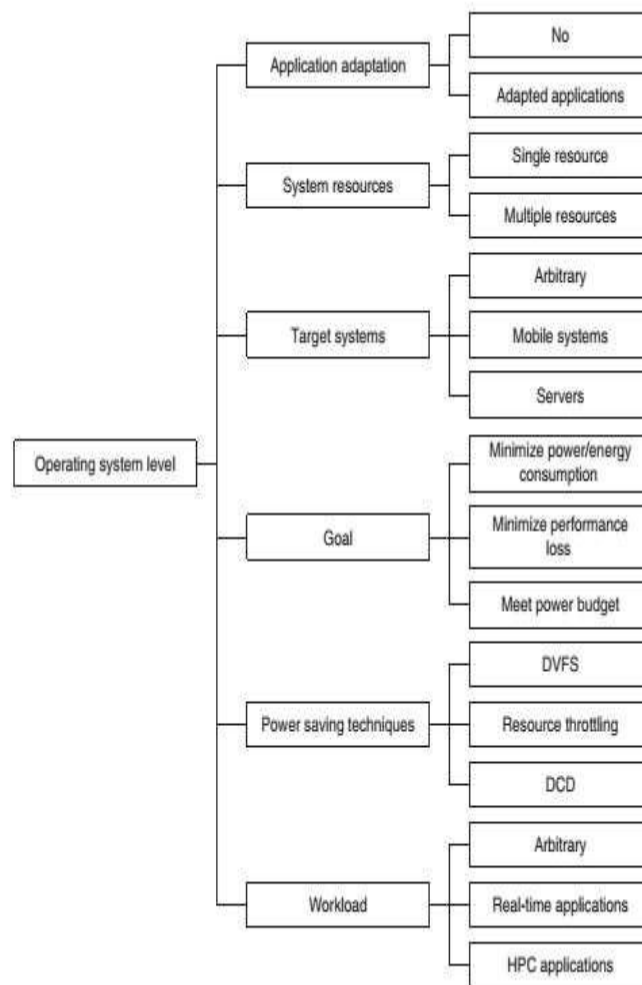 Operating system level
Application adaptation
No
Adapted applications
System resources
Single resource
Multiple resources
Target systems
Arbitrary
Mobile systems
Servers
Goal
Minimize power/energy
consumption
Minimize performance
loss
Meet power budget
Power saving techniques
DVFS
Resource throttling
DCD
Workload
Arbitrary
Real-time applications
HPC applications